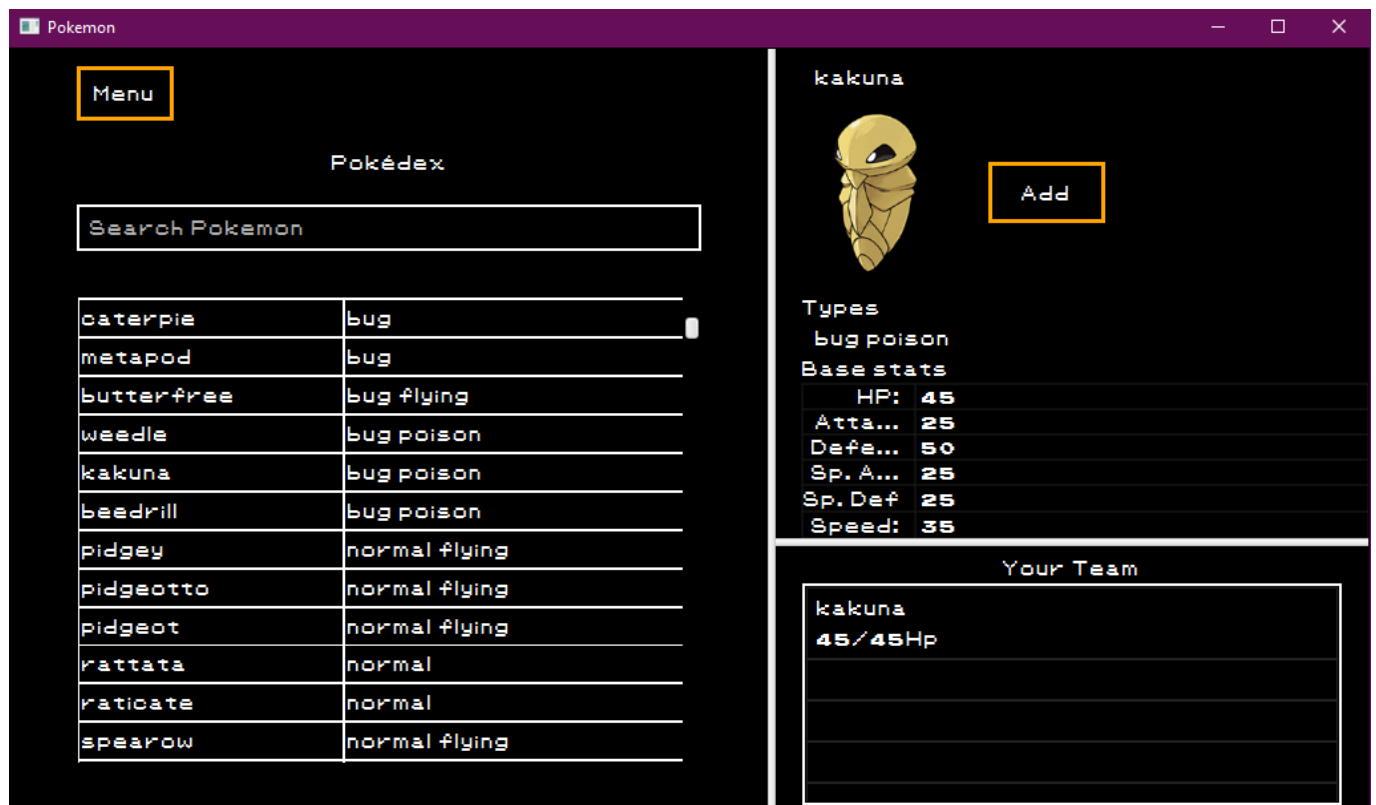 Pokemon
Menu
Pokédex
Search Pokemon
caterpie bug
metapod bug
butterfree bug flying
weedle bug poison
kakuna bug poison
beedrill bug poison
pidgey normal flying
pidgeotto normal flying
pidgeot normal flying
rattata normal
raticate normal
spearow normal flying
kakuna
Add
Types
bug poison
Base stats
HP: 45
Atta... 25
Defe... 50
Sp. A... 25
Sp. Def 25
Speed: 35
Your Team
kakuna
45/45Hp